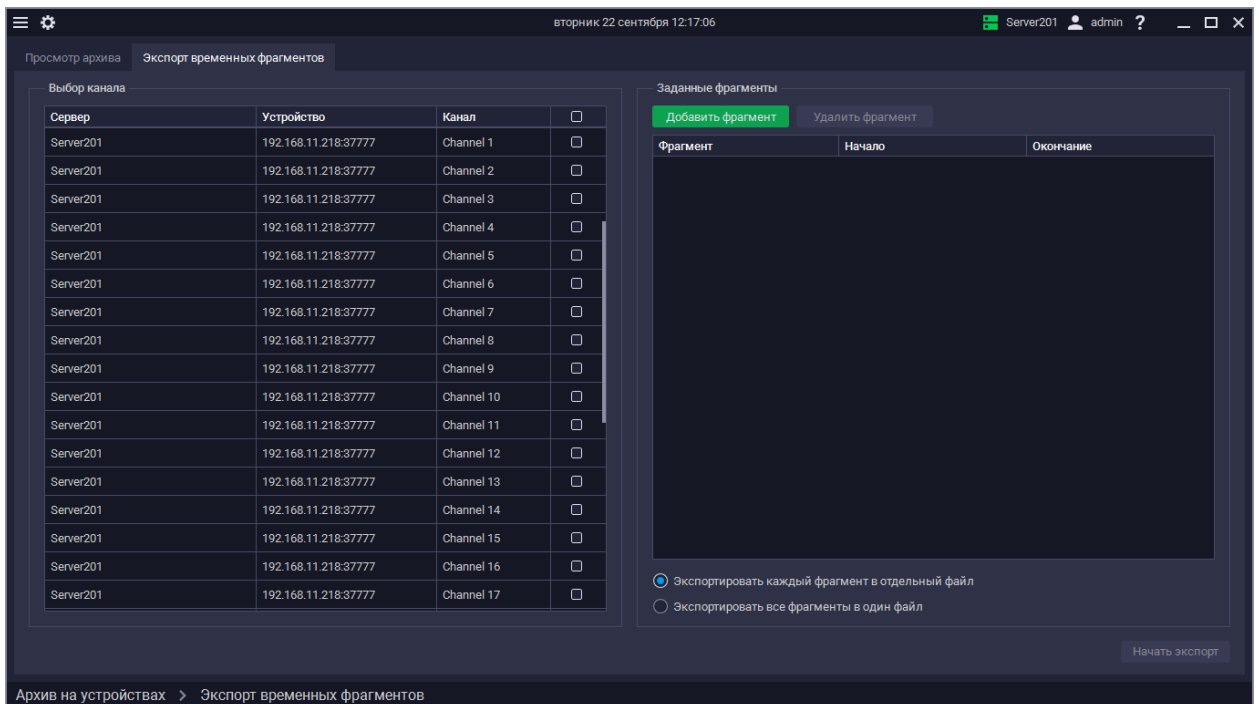 вторник 22 сентября 12:17:06 Server201 admin ?
Просмотр архива Экспорт временных фрагментов
Выбор канала
Сервер Устройство Канал
Server201 192.168.11.218:37777 Channel 1
Server201 192.168.11.218:37777 Channel 2
Server201 192.168.11.218:37777 Channel 3
Server201 192.168.11.218:37777 Channel 4
Server201 192.168.11.218:37777 Channel 5
Server201 192.168.11.218:37777 Channel 6
Server201 192.168.11.218:37777 Channel 7
Server201 192.168.11.218:37777 Channel 8
Server201 192.168.11.218:37777 Channel 9
Server201 192.168.11.218:37777 Channel 10
Server201 192.168.11.218:37777 Channel 11
Server201 192.168.11.218:37777 Channel 12
Server201 192.168.11.218:37777 Channel 13
Server201 192.168.11.218:37777 Channel 14
Server201 192.168.11.218:37777 Channel 15
Server201 192.168.11.218:37777 Channel 16
Server201 192.168.11.218:37777 Channel 17
Заданные фрагменты
Добавить фрагмент Удалить фрагмент
Фрагмент Начало Окончание
Экспортировать каждый фрагмент в отдельный файл
Экспортировать все фрагменты в один файл
Начать экспорт
Архив на устройствах > Экспорт временных фрагментов